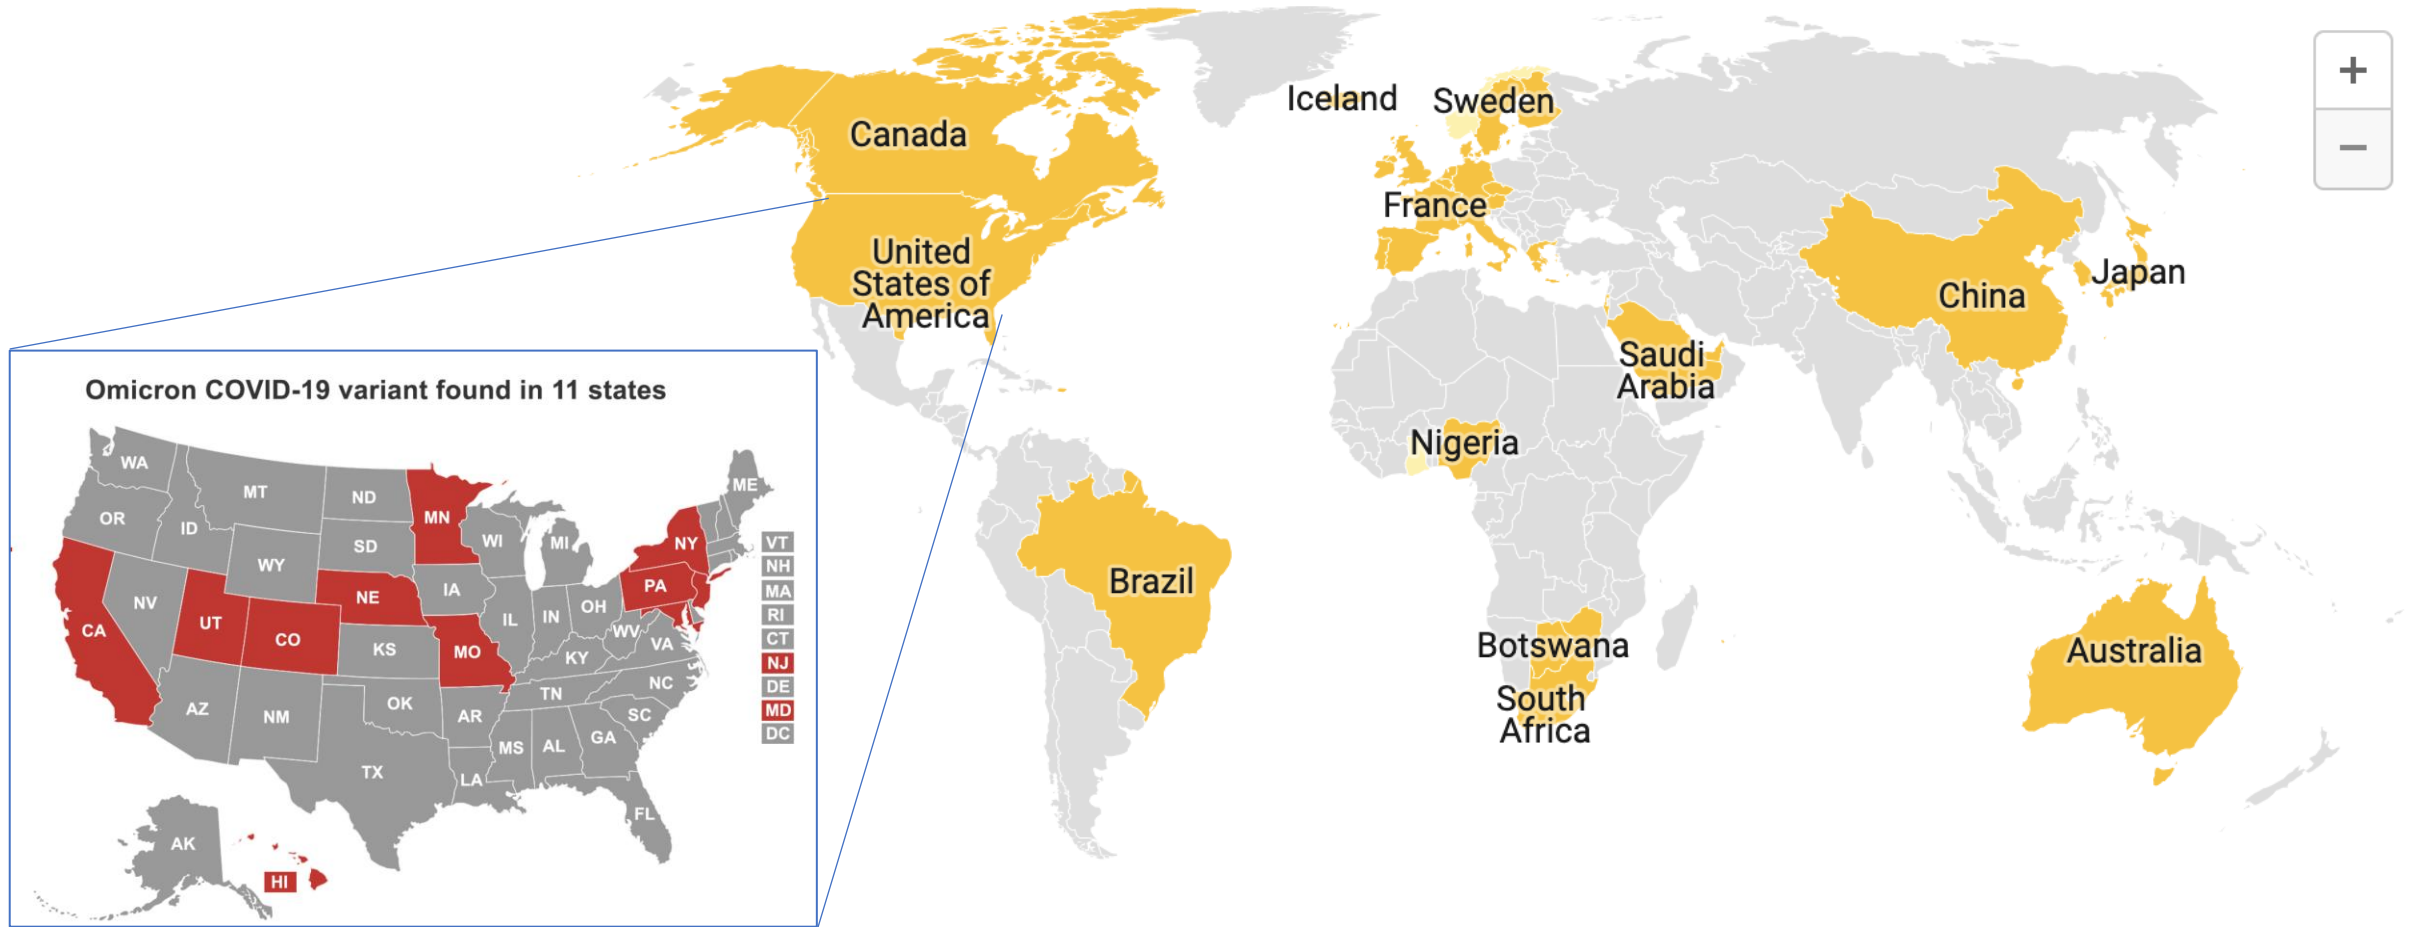 Iceland
Sweden
Canada
France
United
States of
America
Japan
China
Saudi
Arabia
Nigeria
Brazil
Botswana
South
Africa
Australia
+
−
Omicron COVID-19 variant found in 11 states
WA
MT
ND
MN
ME
OR
ID
SD
WI
MI
NY
VT
NH
WY
IA
PA
MA
NV
NE
IL
IN
OH
RI
CA
UT
CO
KS
MO
WV
VA
CT
KY
NJ
AZ
NM
OK
AR
TN
NC
DE
SC
MD
TX
LA
MS
AL
GA
DC
FL
AK
HI